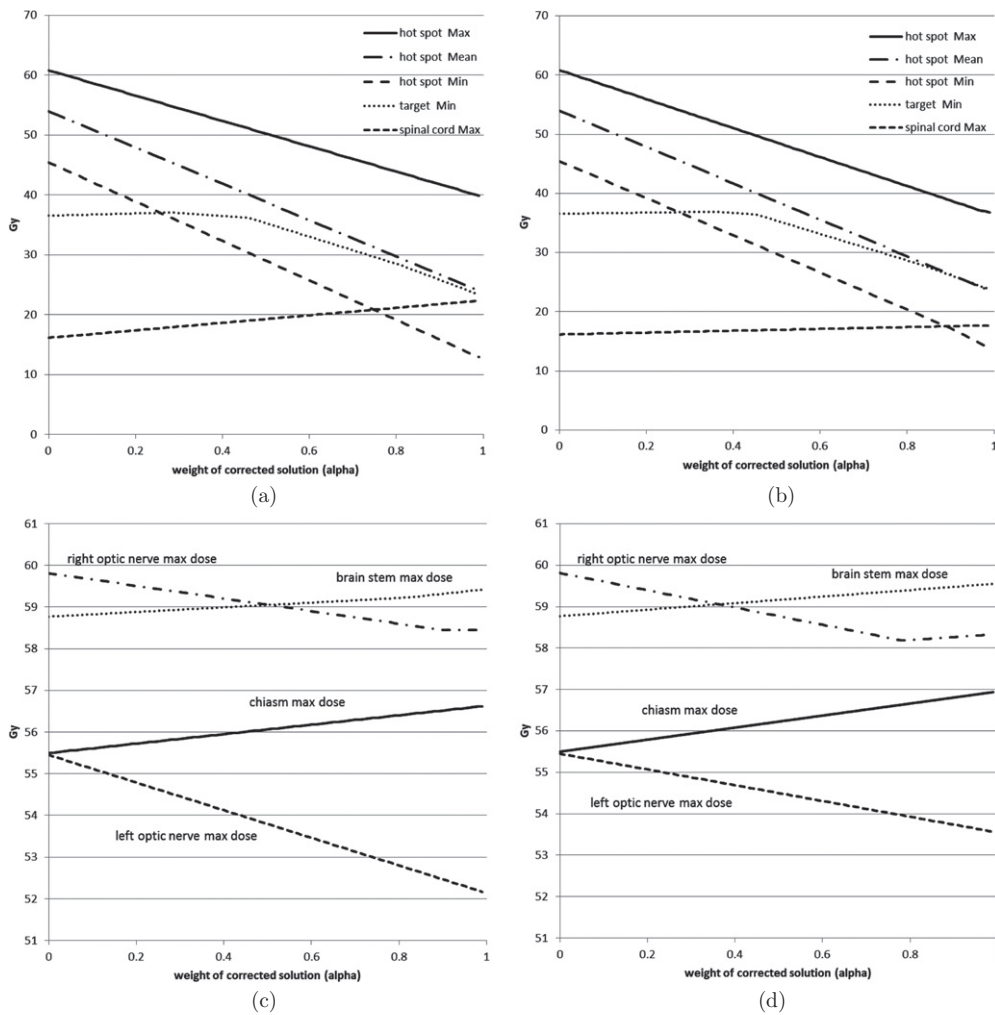 70
60
50
40
30
20
10
0
Gy
hot spot Max
hot spot Mean
hot spot Min
target Min
spinal cord Max
0 0.2 0.4 0.6 0.8 1
weight of corrected solution (alpha)
(a)
70
60
50
40
30
20
10
0
Gy
hot spot Max
hot spot Mean
hot spot Min
target Min
spinal cord Max
0 0.2 0.4 0.6 0.8 1
weight of corrected solution (alpha)
(b)
61
60
59
58
57
56
55
54
53
52
51
Gy
right optic nerve max dose
brain stem max dose
chiasm max dose
left optic nerve max dose
0 0.2 0.4 0.6 0.8 1
weight of corrected solution (alpha)
(c)
61
60
59
58
57
56
55
54
53
52
51
Gy
right optic nerve max dose
brain stem max dose
chiasm max dose
left optic nerve max dose
0 0.2 0.4 0.6 0.8
weight of corrected solution (alpha)
(d)